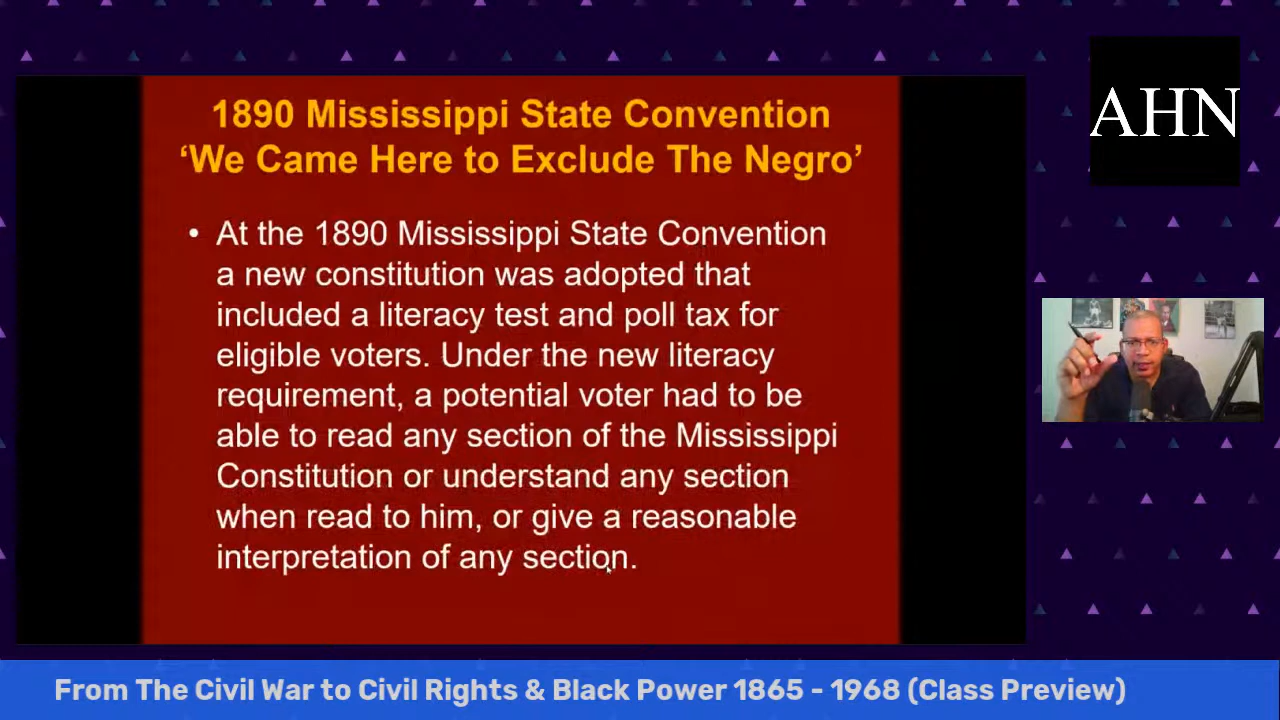 1890 Mississippi State Convention
‘We Came Here to Exclude The Negro’
• At the 1890 Mississippi State Convention
a new constitution was adopted that
included a literacy test and poll tax for
eligible voters. Under the new literacy
requirement, a potential voter had to be
able to read any section of the Mississippi
Constitution or understand any section
when read to him, or give a reasonable
interpretation of any section.
AHN
From The Civil War to Civil Rights & Black Power 1865 - 1968 (Class Preview)